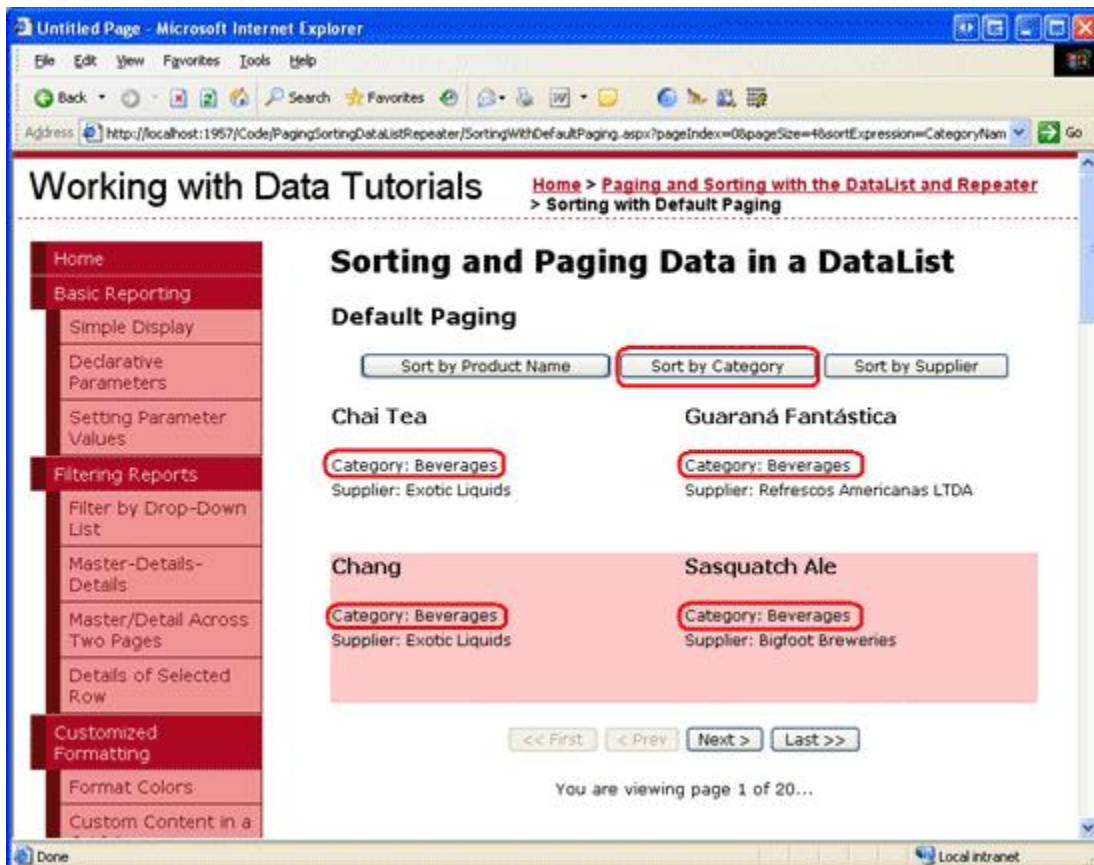 Untitled Page - Microsoft Internet Explorer
File Edit View Favorites Tools Help
Back Search Favorites
Address http://localhost:1957/Code/PagingSortingDataListRepeater/SortingWithDefaultPaging.aspx?pageIndex=0&pageSize=4&sortExpression=CategoryNam Go
Working with Data Tutorials
Home > Paging and Sorting with the DataList and Repeater
> Sorting with Default Paging
Home
Basic Reporting
Simple Display
Declarative
Parameters
Setting Parameter
Values
Filtering Reports
Filter by Drop-Down
List
Master-Details-
Details
Master/Detail Across
Two Pages
Details of Selected
Row
Customized
Formatting
Format Colors
Custom Content in a
Sorting and Paging Data in a DataList
Default Paging
Sort by Product Name Sort by Category Sort by Supplier
Chai Tea
Category: Beverages
Supplier: Exotic Liquids
Guaraná Fantástica
Category: Beverages
Supplier: Refrescos Americanas LTDA
Chang
Category: Beverages
Supplier: Exotic Liquids
Sasquatch Ale
Category: Beverages
Supplier: Bigfoot Breweries
<< First < Prev Next > Last >>
You are viewing page 1 of 20...
Done
Local intranet